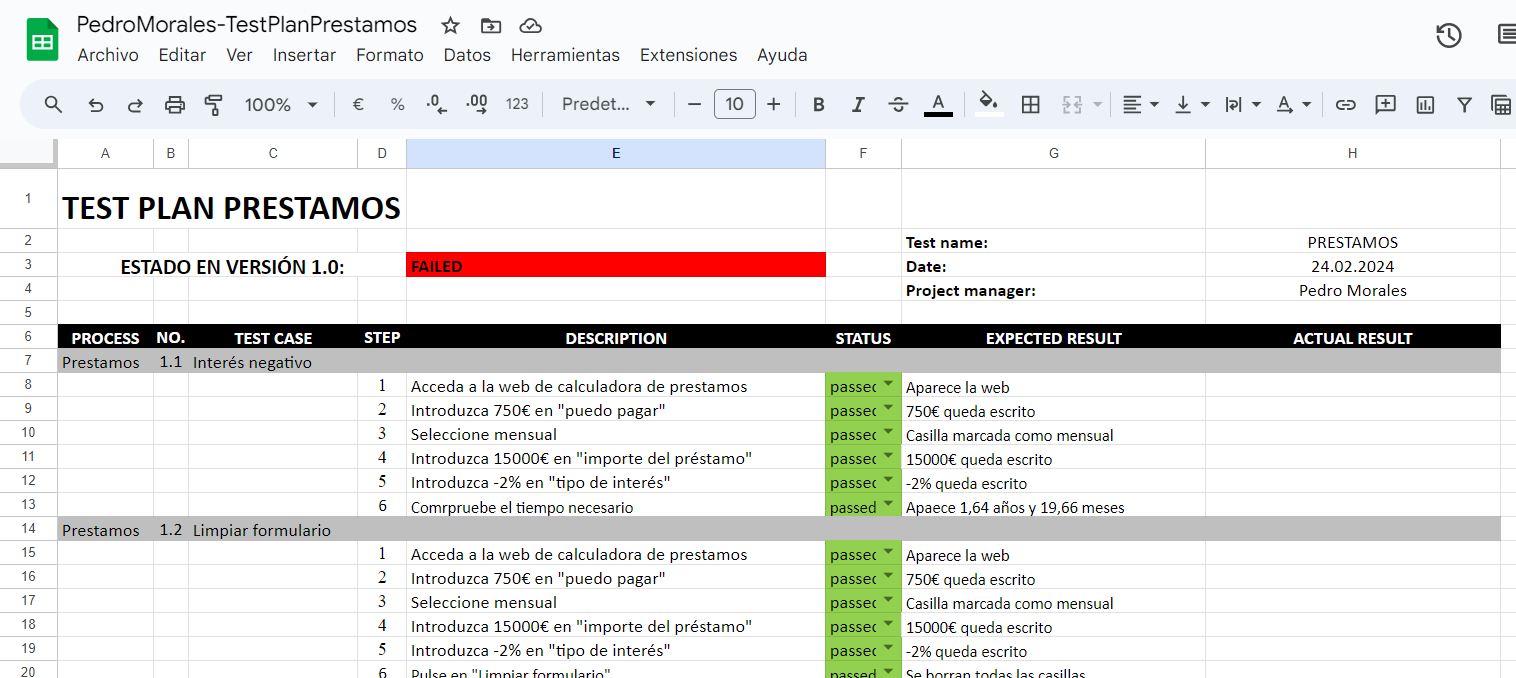 PedroMorales-TestPlanPrestamos
Archivo Editar Ver Insertar Formato Datos Herramientas Extensiones Ayuda
100% € % .0 .00 123 Predet... 10 B I A
A B C D E F G H
1 TEST PLAN PRESTAMOS
2 Test name: PRESTAMOS
3 ESTADO EN VERSIÓN 1.0: FAILED Date: 24.02.2024
4 Project manager: Pedro Morales
5
6 PROCESS NO. TEST CASE STEP DESCRIPTION STATUS EXPECTED RESULT ACTUAL RESULT
7 Prestamos 1.1 Interés negativo
8 1 Acceda a la web de calculadora de prestamos passed Aparece la web
9 2 Introduzca 750€ en "puedo pagar" passed 750€ queda escrito
10 3 Seleccione mensual passed Casilla marcada como mensual
11 4 Introduzca 15000€ en "importe del préstamo" passed 15000€ queda escrito
12 5 Introduzca -2% en "tipo de interés" passed -2% queda escrito
13 6 Comrpruebe el tiempo necesario passed Apaece 1,64 años y 19,66 meses
14 Prestamos 1.2 Limpiar formulario
15 1 Acceda a la web de calculadora de prestamos passed Aparece la web
16 2 Introduzca 750€ en "puedo pagar" passed 750€ queda escrito
17 3 Seleccione mensual passed Casilla marcada como mensual
18 4 Introduzca 15000€ en "importe del préstamo" passed 15000€ queda escrito
19 5 Introduzca -2% en "tipo de interés" passed -2% queda escrito
20 6 Pulse en "Limpiar formulario" passed Se borran todas las casillas